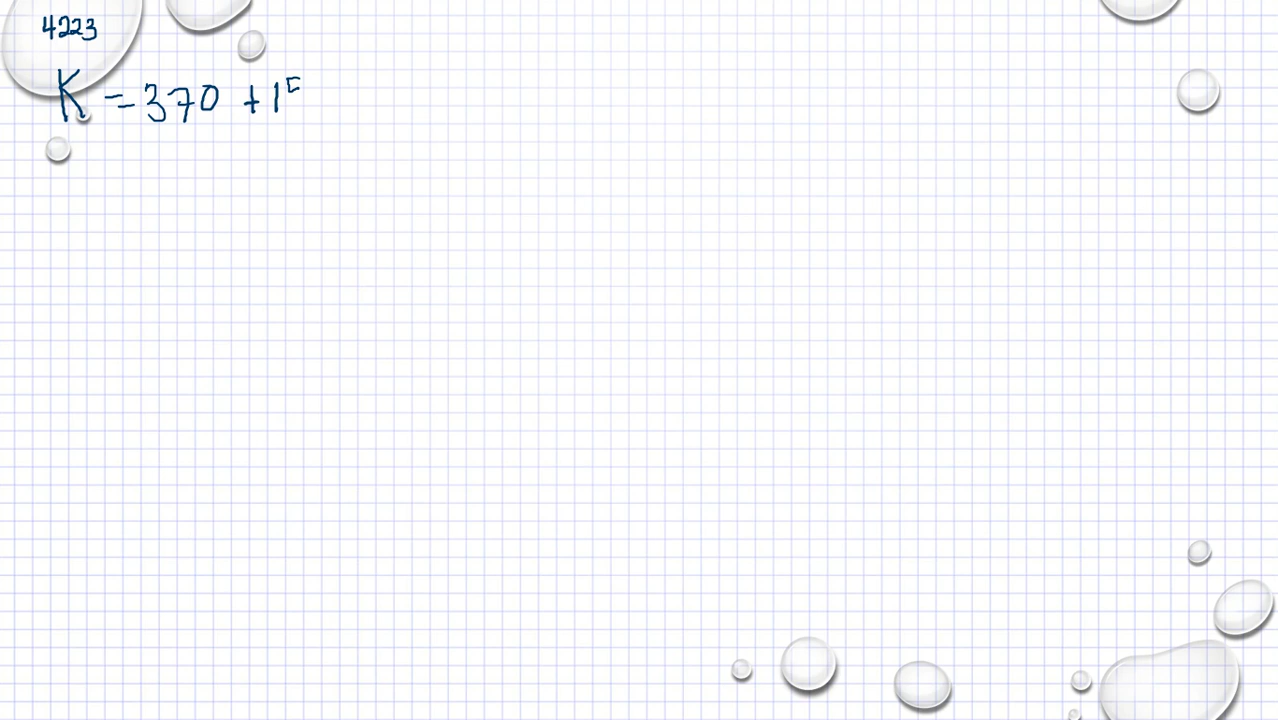 4223
K = 370 + 1